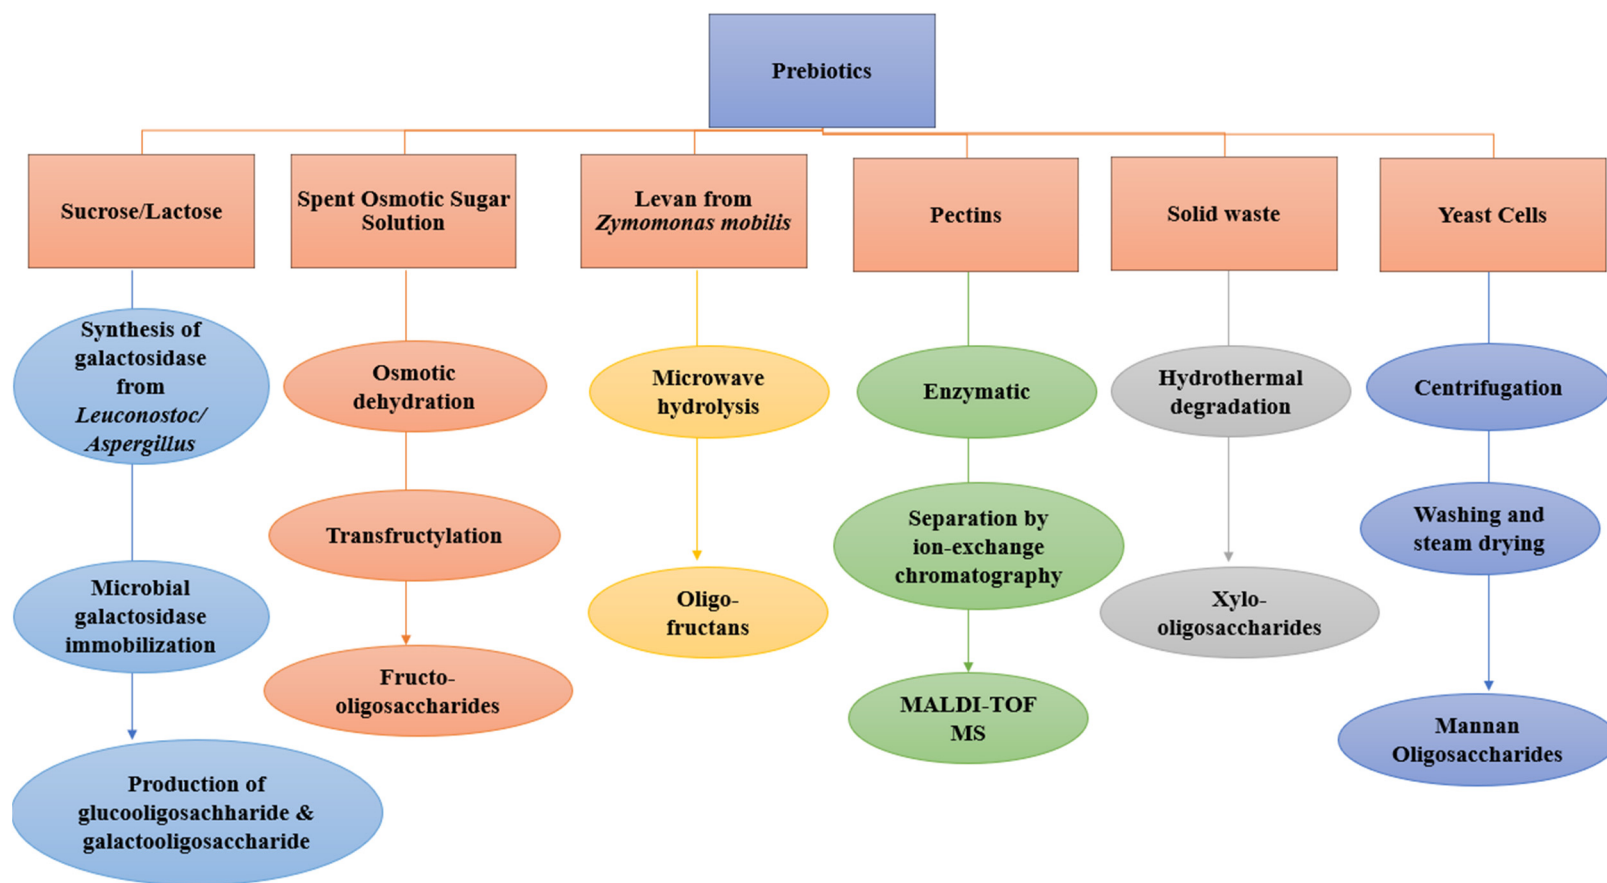 Prebiotics
Sucrose/Lactose
Synthesis of
galactosidase
from
Leuconostoc/
Aspergillus
Microbial
galactosidase
immobilization
Production of
glucooligosachharide &
galactooligosaccharide
Spent Osmotic Sugar
Solution
Osmotic
dehydration
Transfructylation
Fructo-
oligosaccharides
Levan from
Zymomonas mobilis
Microwave
hydrolysis
Oligo-
fructans
Pectins
Enzymatic
Separation by
ion-exchange
chromatography
MALDI-TOF
MS
Solid waste
Hydrothermal
degradation
Xylo-
oligosaccharides
Yeast Cells
Centrifugation
Washing and
steam drying
Mannan
Oligosaccharides